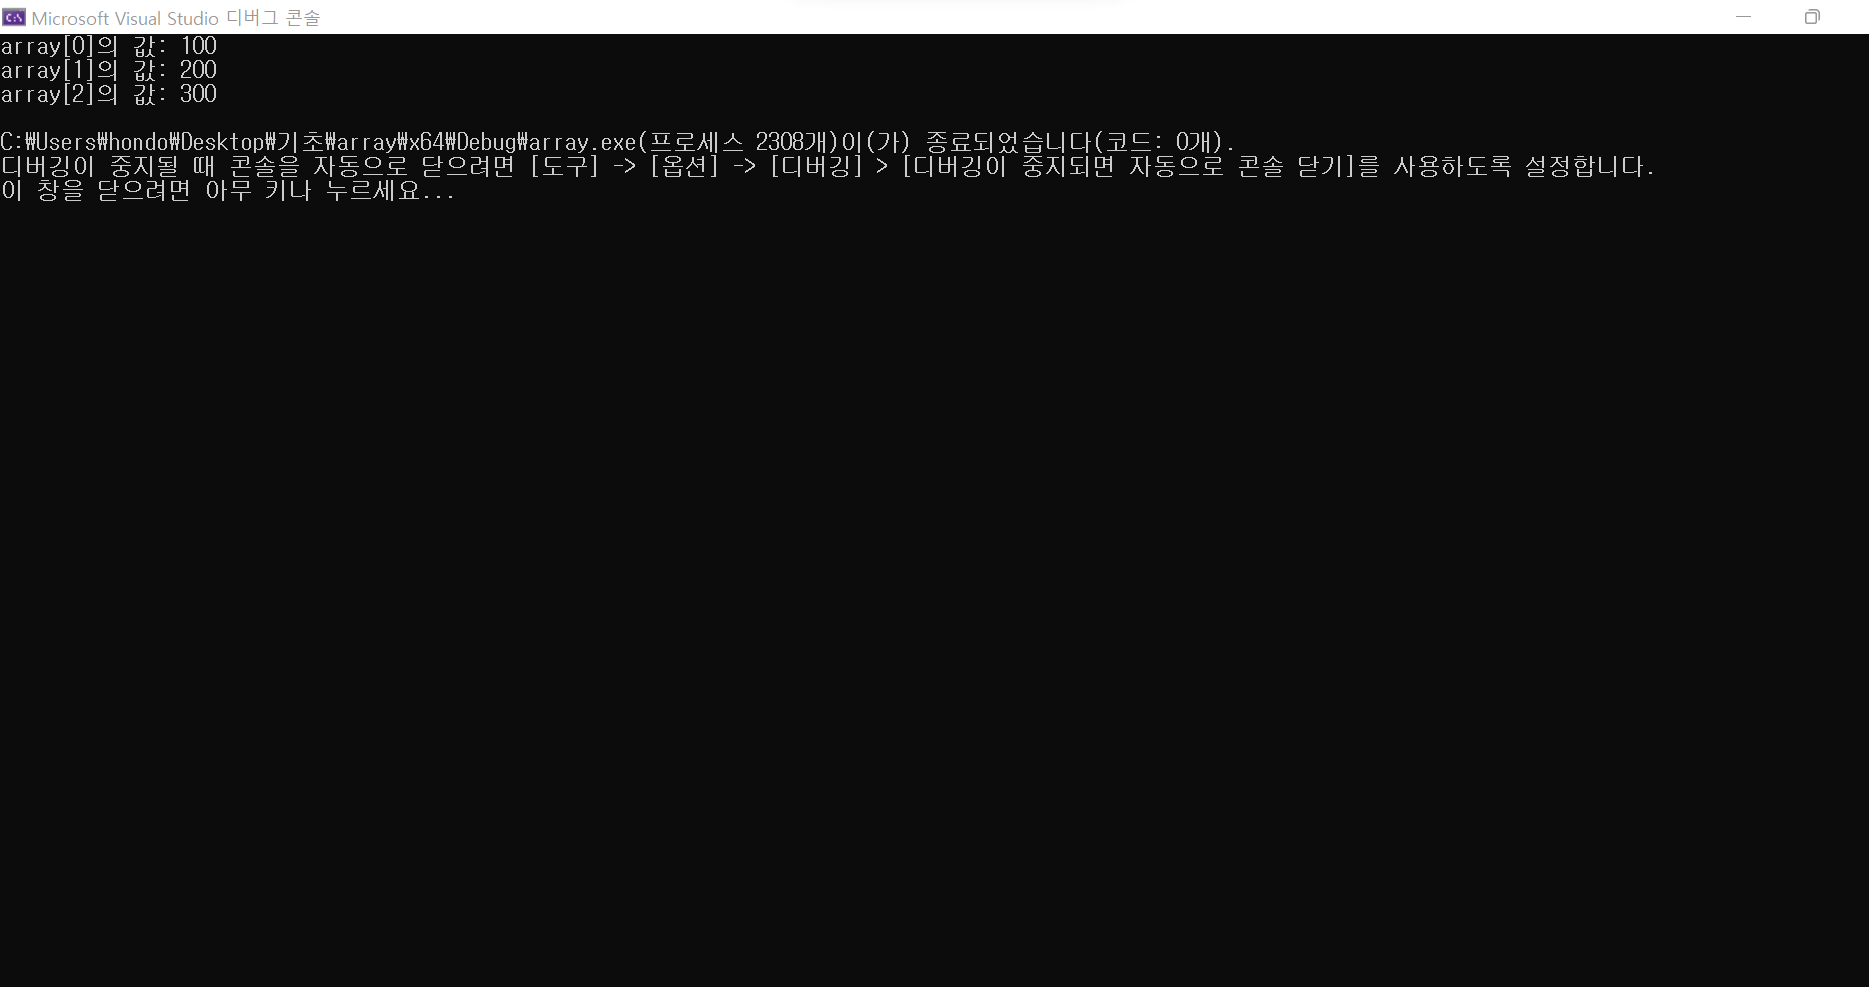 Microsoft Visual Studio 디버그 콘솔
array[0]의 값: 100
array[1]의 값: 200
array[2]의 값: 300
C:₩Users₩hondo₩Desktop₩기초₩array₩x64₩Debug₩array.exe(프로세스 2308개)이(가) 종료되었습니다(코드: 0개).
디버깅이 중지될 때 콘솔을 자동으로 닫으려면 [도구] -> [옵션] -> [디버깅] > [디버깅이 중지되면 자동으로 콘솔 닫기]를 사용하도록 설정합니다.
이 창을 닫으려면 아무 키나 누르세요...